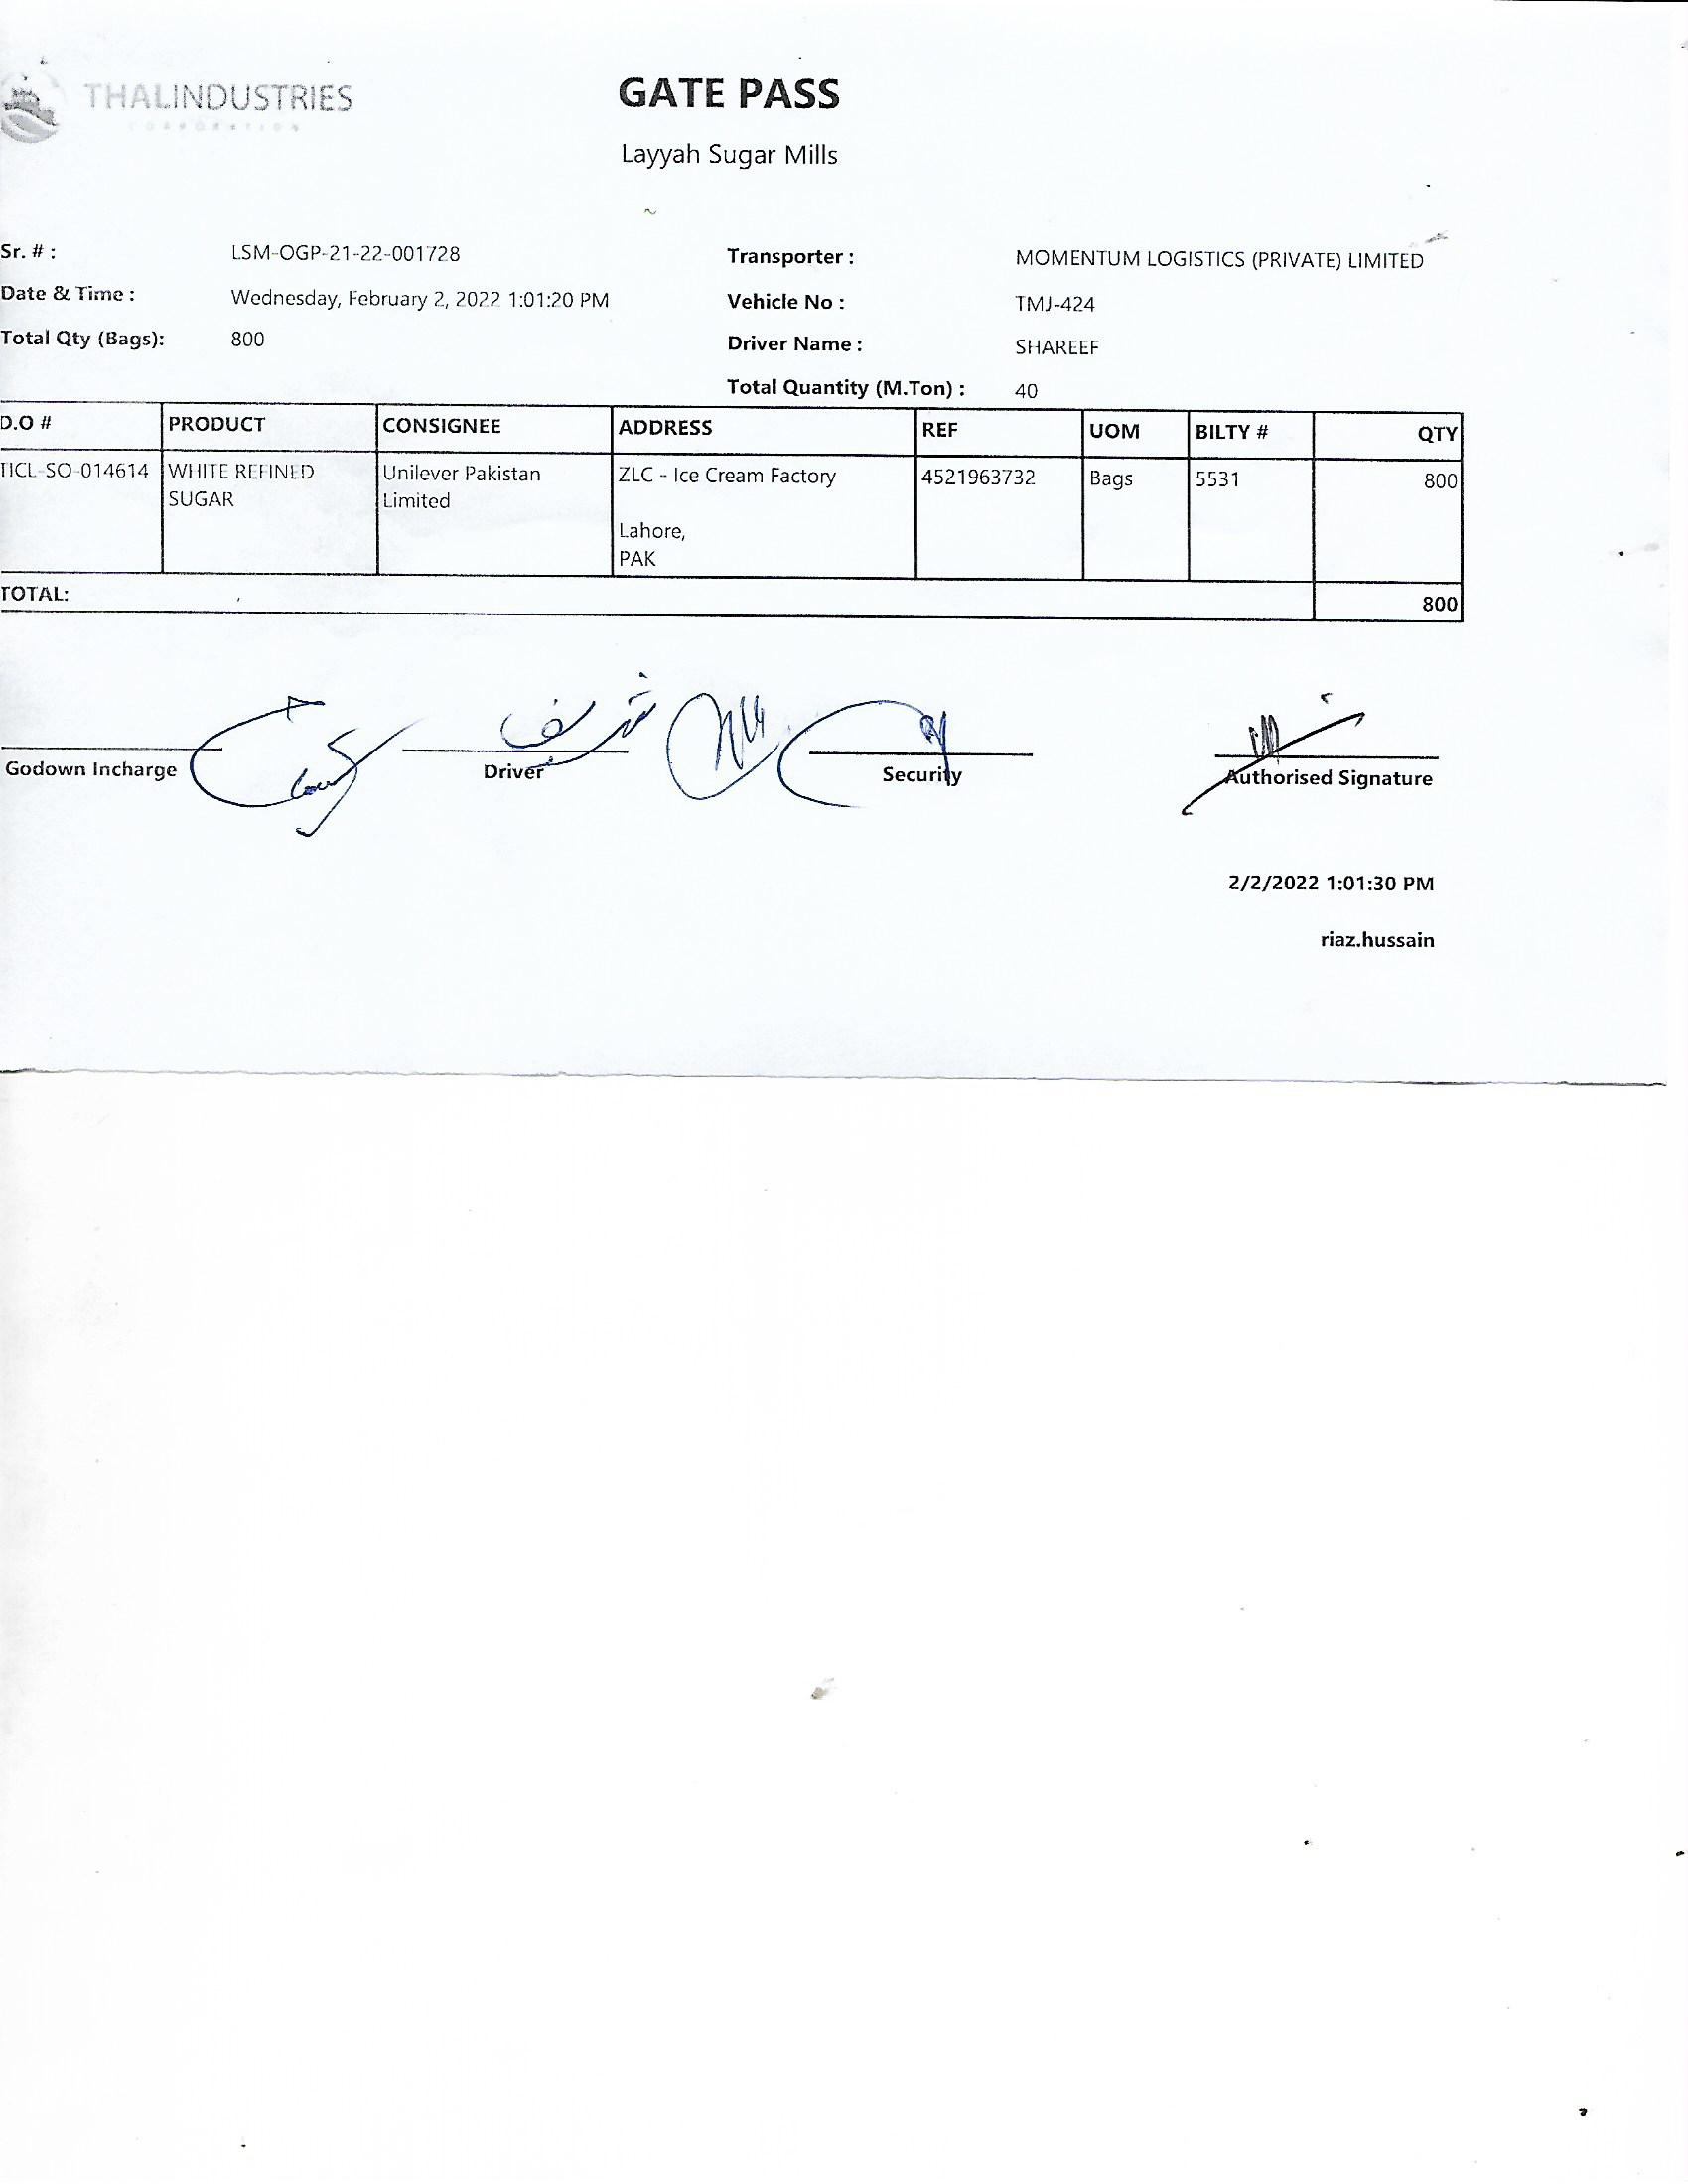 THALINDUSTRIES
CORPORATION
GATE PASS
Layyah Sugar Mills
Sr. # : LSM-OGP-21-22-001728
Date & Time : Wednesday, February 2, 2022 1:01:20 PM
Total Qty (Bags): 800
Transporter : MOMENTUM LOGISTICS (PRIVATE) LIMITED
Vehicle No : TMJ-424
Driver Name : SHAREEF
Total Quantity (M.Ton) : 40
D.O # PRODUCT CONSIGNEE ADDRESS REF UOM BILTY # QTY
TICL-SO-014614 WHITE REFINED Unilever Pakistan ZLC - Ice Cream Factory 4521963732 Bags 5531 800
SUGAR Limited
Lahore,
PAK
TOTAL: 800
شریف
Godown Incharge Driver Security Authorised Signature
2/2/2022 1:01:30 PM
riaz.hussain